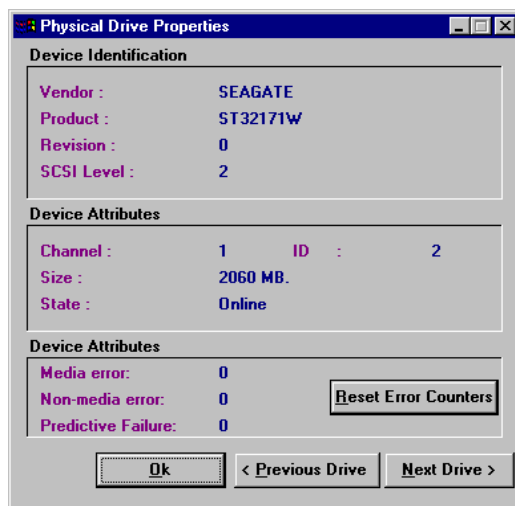 Physical Drive Properties
Device Identification
Vendor : SEAGATE
Product : ST32171W
Revision : 0
SCSI Level : 2
Device Attributes
Channel : 1 ID : 2
Size : 2060 MB.
State : Online
Device Attributes
Media error: 0
Non-media error: 0
Predictive Failure: 0
Reset Error Counters
Ok
< Previous Drive
Next Drive >